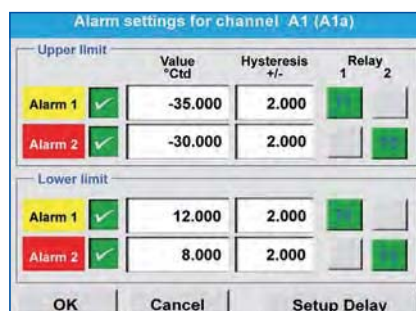 Alarm settings for channel A1 (A1a)
Upper limit
Value
°Ctd
Hysteresis
+/-
Relay
1 2
Alarm 1 -35.000 2.000
Alarm 2 -30.000 2.000
Lower limit
Alarm 1 12.000 2.000
Alarm 2 8.000 2.000
OK Cancel Setup Delay